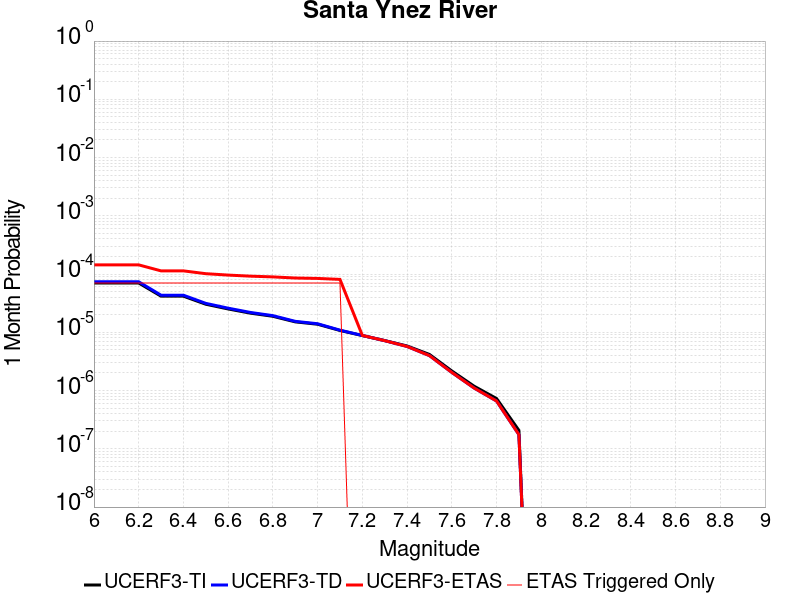 Santa Ynez River
1 Month Probability
10^0
10^-1
10^-2
10^-3
10^-4
10^-5
10^-6
10^-7
10^-8
6 6.2 6.4 6.6 6.8 7 7.2 7.4 7.6 7.8 8 8.2 8.4 8.6 8.8 9
Magnitude
UCERF3-TI UCERF3-TD UCERF3-ETAS ETAS Triggered Only